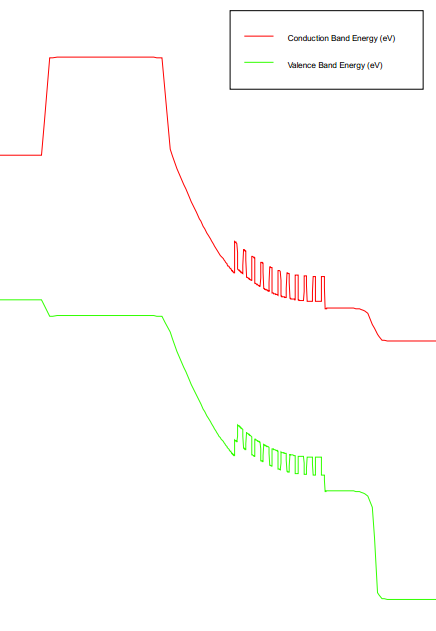 Conduction Band Energy (eV)
Valence Band Energy (eV)